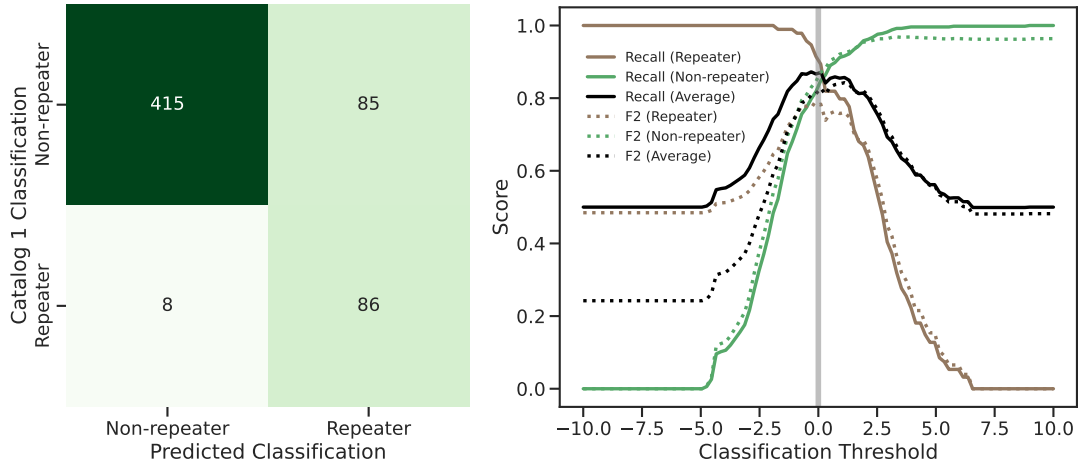 Catalog 1 Classification
Non-repeater
Repeater
415
85
8
86
Non-repeater
Repeater
Predicted Classification
Score
1.0
0.8
0.6
0.4
0.2
0.0
Recall (Repeater)
Recall (Non-repeater)
Recall (Average)
F2 (Repeater)
F2 (Non-repeater)
F2 (Average)
−10.0 −7.5 −5.0 −2.5 0.0 2.5 5.0 7.5 10.0
Classification Threshold